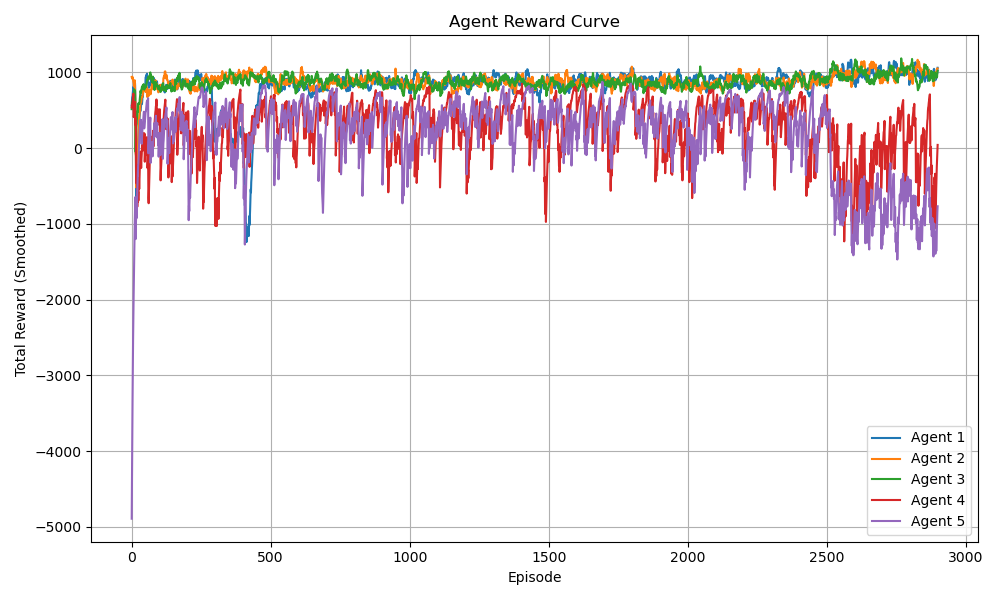 Agent Reward Curve
Total Reward (Smoothed)
1000
0
−1000
−2000
−3000
−4000
−5000
0 500 1000 1500 2000 2500 3000
Episode
Agent 1
Agent 2
Agent 3
Agent 4
Agent 5